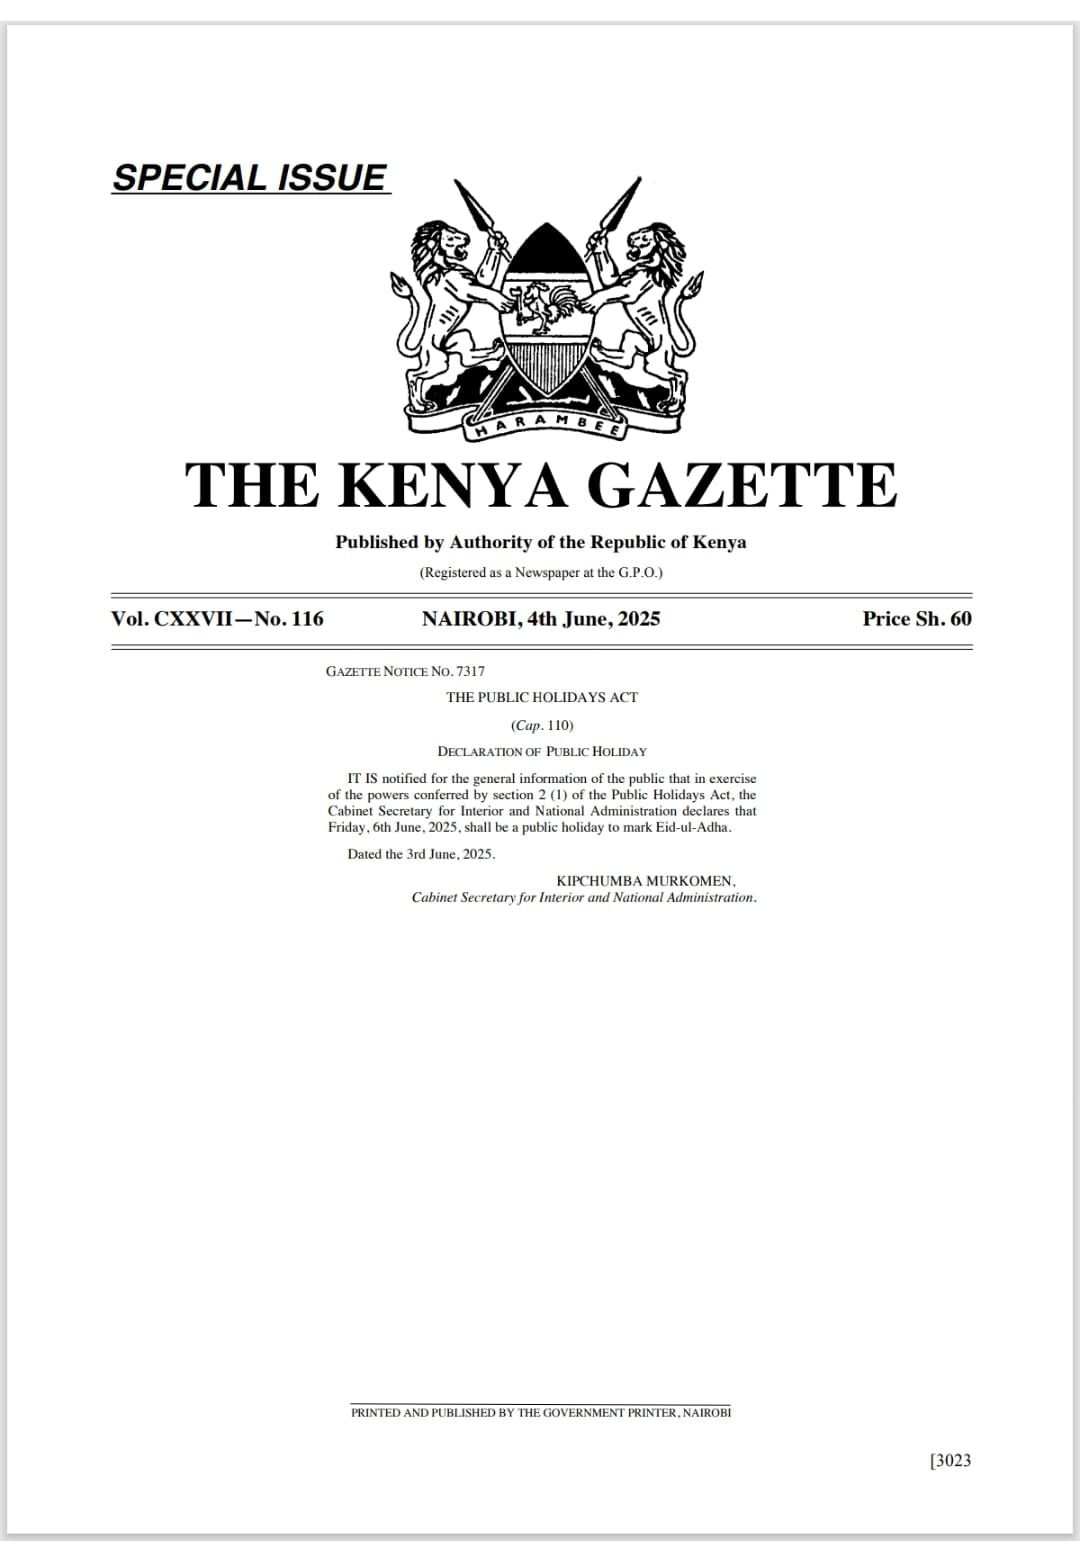 SPECIAL ISSUE
HARAMBEE
THE KENYA GAZETTE
Published by Authority of the Republic of Kenya
(Registered as a Newspaper at the G.P.O.)
Vol. CXXVII—No. 116 NAIROBI, 4th June, 2025 Price Sh. 60
GAZETTE NOTICE NO. 7317
THE PUBLIC HOLIDAYS ACT
(Cap. 110)
DECLARATION OF PUBLIC HOLIDAY
IT IS notified for the general information of the public that in exercise
of the powers conferred by section 2 (1) of the Public Holidays Act, the
Cabinet Secretary for Interior and National Administration declares that
Friday, 6th June, 2025, shall be a public holiday to mark Eid-ul-Adha.
Dated the 3rd June, 2025.
KIPCHUMBA MURKOMEN,
Cabinet Secretary for Interior and National Administration.
PRINTED AND PUBLISHED BY THE GOVERNMENT PRINTER, NAIROBI
[3023